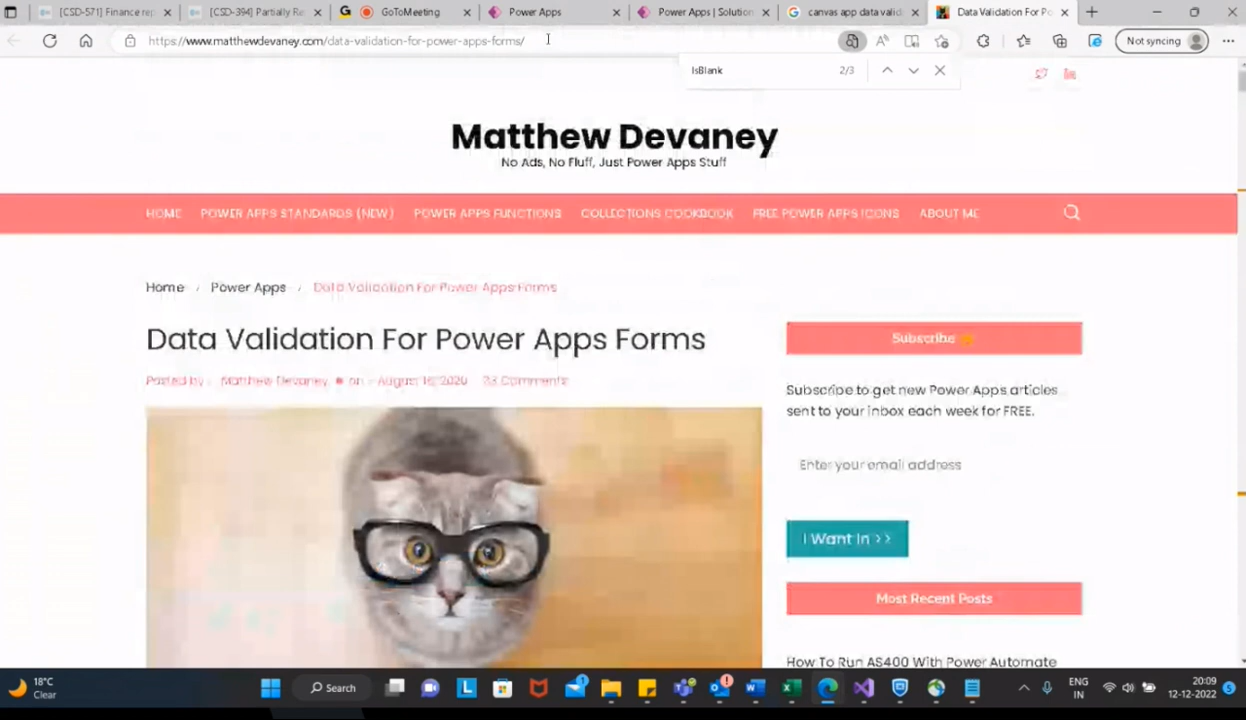 [CSD-571] Finance rep
[CSD-394] Partially Re
GoToMeeting
Power Apps
Power Apps | Solution
canvas app data valid
Data Validation For Po
https://www.matthewdevaney.com/data-validation-for-power-apps-forms/
Not syncing
IsBlank 2/3
Matthew Devaney
No Ads, No Fluff, Just Power Apps Stuff
HOME POWER APPS STANDARDS (NEW) POWER APPS FUNCTIONS COLLECTIONS COOKBOOK FREE POWER APPS ICONS ABOUT ME
Home / Power Apps / Data Validation For Power Apps Forms
Data Validation For Power Apps Forms
Posted by : Matthew Devaney on August 16, 2020 23 Comments
Subscribe
Subscribe to get new Power Apps articles
sent to your inbox each week for FREE.
Enter your email address
I Want In >>
Most Recent Posts
How To Run AS400 With Power Automate
18°C
Clear
Search
ENG
IN
20:09
12-12-2022
5